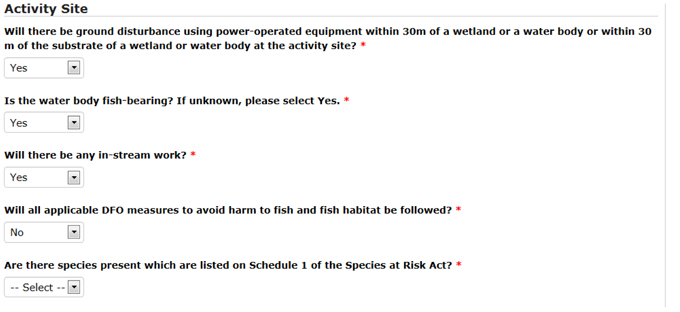 Activity Site
Will there be ground disturbance using power-operated equipment within 30m of a wetland or a water body or within 30
m of the substrate of a wetland or water body at the activity site? *
Yes
Is the water body fish-bearing? If unknown, please select Yes. *
Yes
Will there be any in-stream work? *
Yes
Will all applicable DFO measures to avoid harm to fish and fish habitat be followed? *
No
Are there species present which are listed on Schedule 1 of the Species at Risk Act? *
-- Select --